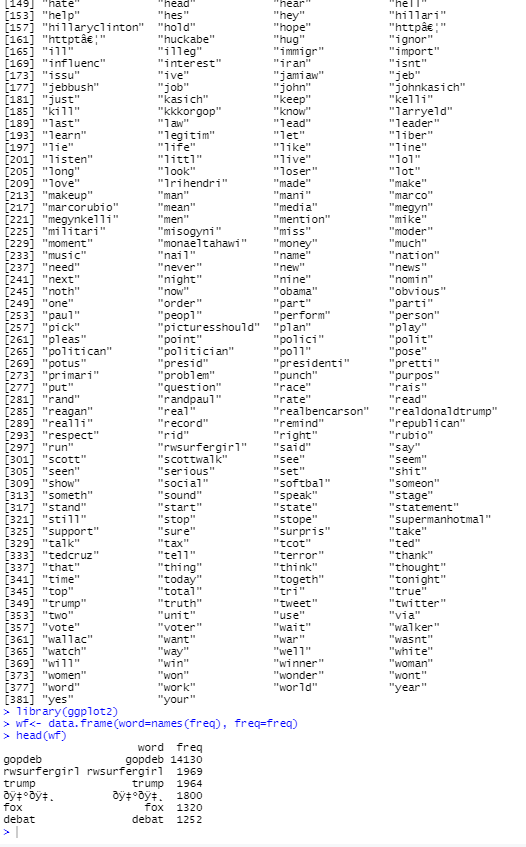 [149] "hate" "head" "hear" "hell"
[153] "help" "hes" "hey" "hillari"
[157] "hillaryclinton" "hold" "hope" "httpâ€¦"
[161] "httptâ€¦" "huckabe" "hug" "ignor"
[165] "ill" "illeg" "immigr" "import"
[169] "influenc" "interest" "iran" "isnt"
[173] "issu" "ive" "jamiaw" "jeb"
[177] "jebbush" "job" "john" "johnkasich"
[181] "just" "kasich" "keep" "kelli"
[185] "kill" "kkkorgop" "know" "larryeld"
[189] "last" "law" "lead" "leader"
[193] "learn" "legitim" "let" "liber"
[197] "lie" "life" "like" "line"
[201] "listen" "littl" "live" "lol"
[205] "long" "look" "loser" "lot"
[209] "love" "lrihendri" "made" "make"
[213] "makeup" "man" "mani" "marco"
[217] "marcorubio" "mean" "media" "megyn"
[221] "megynkelli" "men" "mention" "mike"
[225] "militari" "misogyni" "miss" "moder"
[229] "moment" "monaeltahawi" "money" "much"
[233] "music" "nail" "name" "nation"
[237] "need" "never" "new" "news"
[241] "next" "night" "nine" "nomin"
[245] "noth" "now" "obama" "obvious"
[249] "one" "order" "part" "parti"
[253] "paul" "peopl" "perform" "person"
[257] "pick" "picturesshould" "plan" "play"
[261] "pleas" "point" "polici" "polit"
[265] "politican" "politician" "poll" "pose"
[269] "potus" "presid" "presidenti" "pretti"
[273] "primari" "problem" "punch" "purpos"
[277] "put" "question" "race" "rais"
[281] "rand" "randpaul" "rate" "read"
[285] "reagan" "real" "realbencarson" "realdonaldtrump"
[289] "realli" "record" "remind" "republican"
[293] "respect" "rid" "right" "rubio"
[297] "run" "rwsurfergirl" "said" "say"
[301] "scott" "scottwalk" "see" "seem"
[305] "seen" "serious" "set" "shit"
[309] "show" "social" "softbal" "someon"
[313] "someth" "sound" "speak" "stage"
[317] "stand" "start" "state" "statement"
[321] "still" "stop" "stope" "supermanhotmal"
[325] "support" "sure" "surpris" "take"
[329] "talk" "tax" "tcot" "ted"
[333] "tedcruz" "tell" "terror" "thank"
[337] "that" "thing" "think" "thought"
[341] "time" "today" "togeth" "tonight"
[345] "top" "total" "tri" "true"
[349] "trump" "truth" "tweet" "twitter"
[353] "two" "unit" "use" "via"
[357] "vote" "voter" "wait" "walker"
[361] "wallac" "want" "war" "wasnt"
[365] "watch" "way" "well" "white"
[369] "will" "win" "winner" "woman"
[373] "women" "won" "wonder" "wont"
[377] "word" "work" "world" "year"
[381] "yes" "your"
> library(ggplot2)
> wf<- data.frame(word=names(freq), freq=freq)
> head(wf)
word freq
gopdeb gopdeb 14130
rwsurfergirl rwsurfergirl 1969
trump trump 1964
ðÿ‡ºðÿ‡¸ ðÿ‡ºðÿ‡¸ 1800
fox fox 1320
debat debat 1252
>